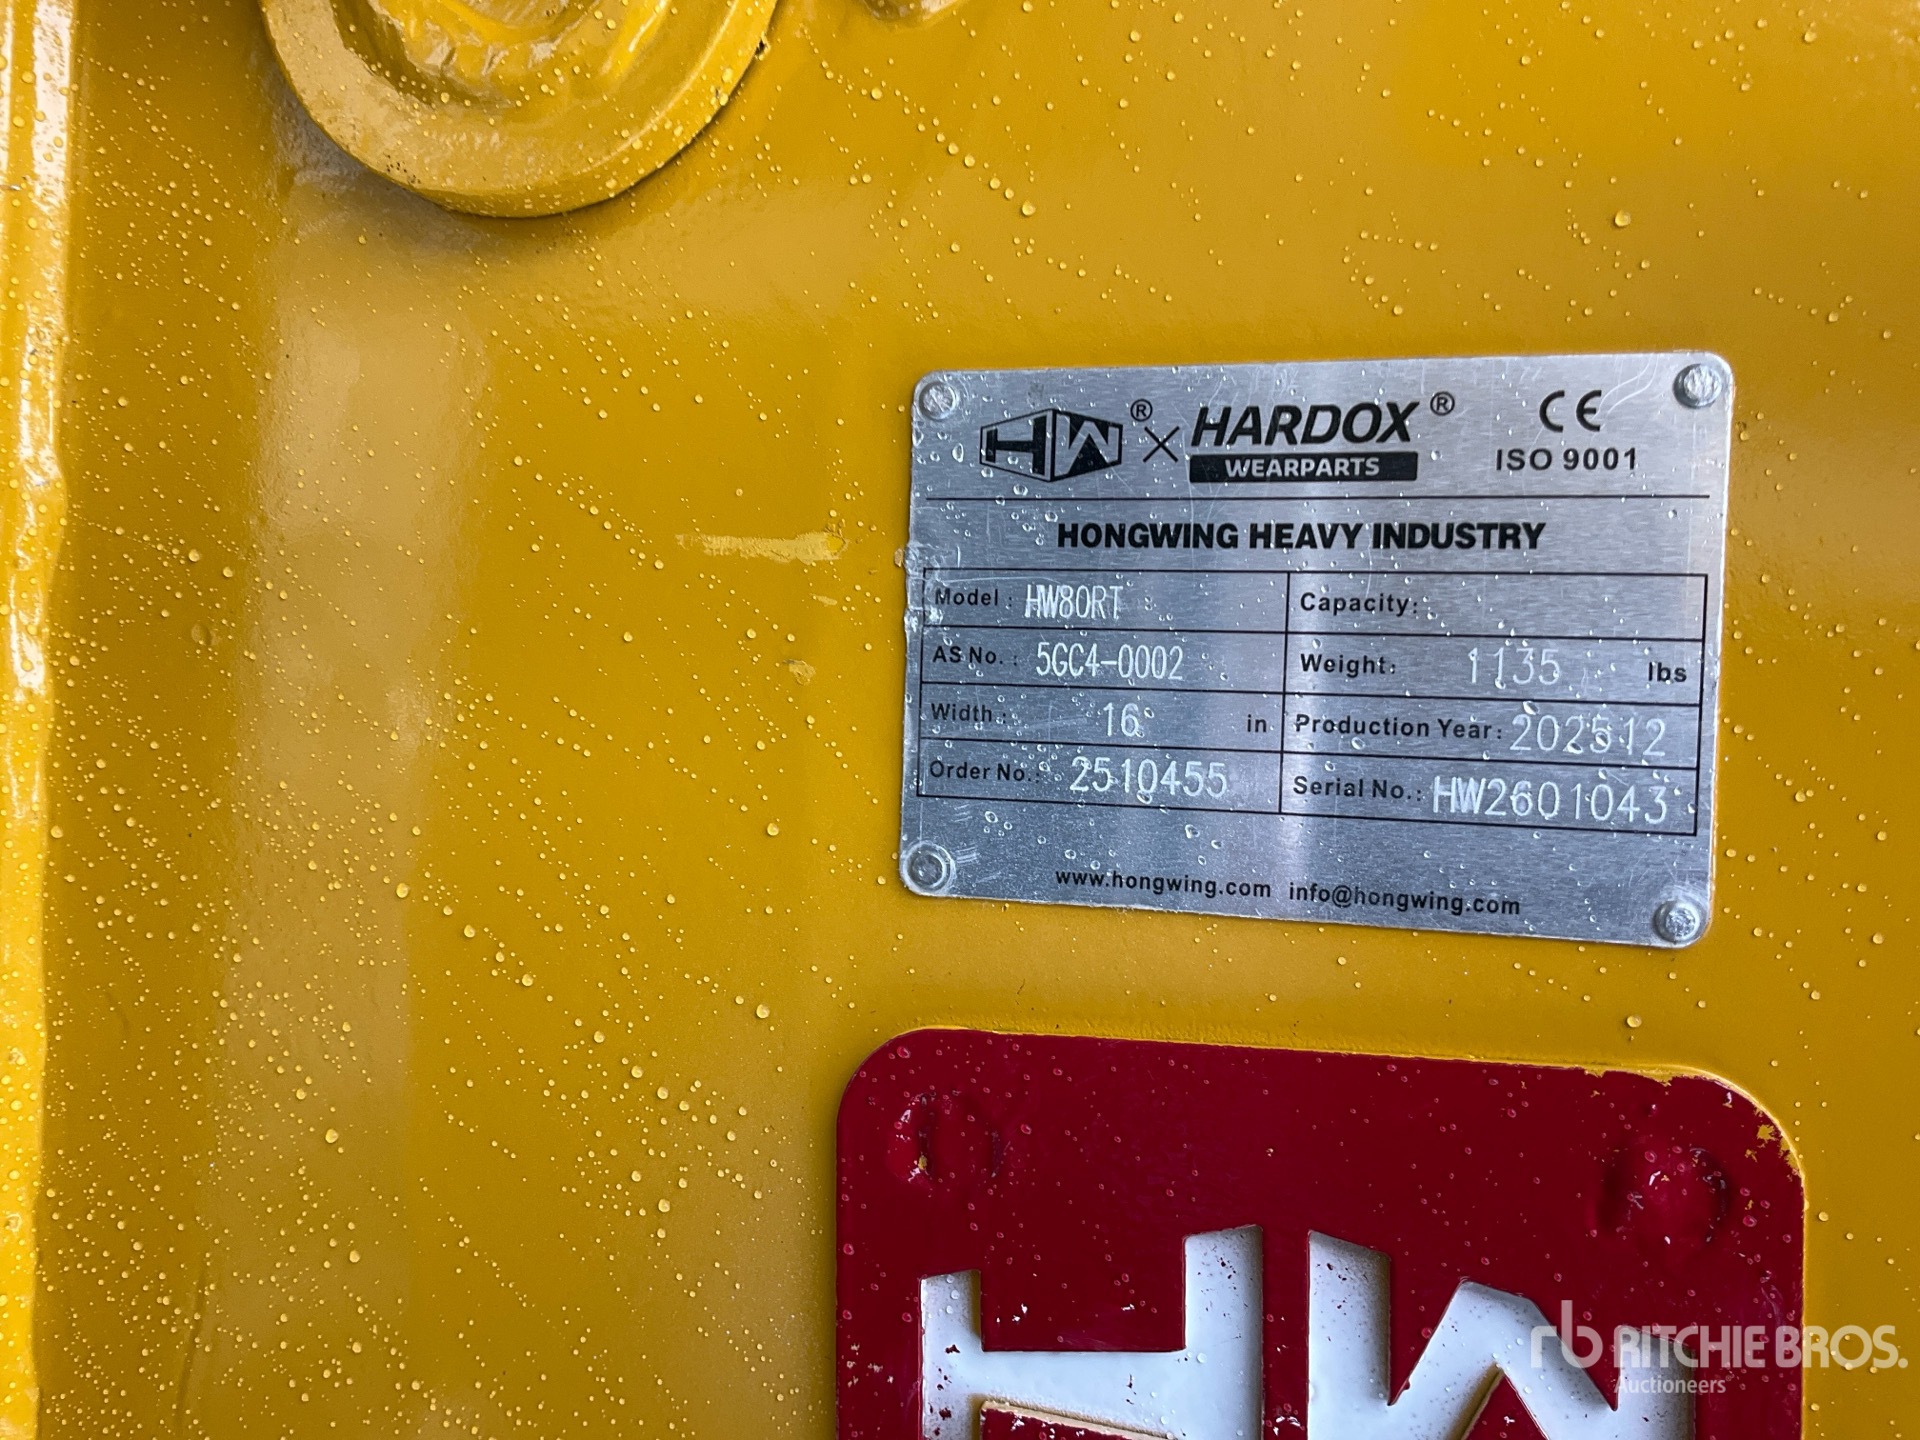 HW® × HARDOX® CE
WEARPARTS ISO 9001
HONGWING HEAVY INDUSTRY
Model: HW80RT Capacity:
AS No.: 5GC4-0002 Weight: 1135 lbs
Width: 16 in Production Year: 202512
Order No.: 2510455 Serial No.: HW2601043
www.hongwing.com info@hongwing.com
HW
rb RITCHIE BROS.
Auctioneers